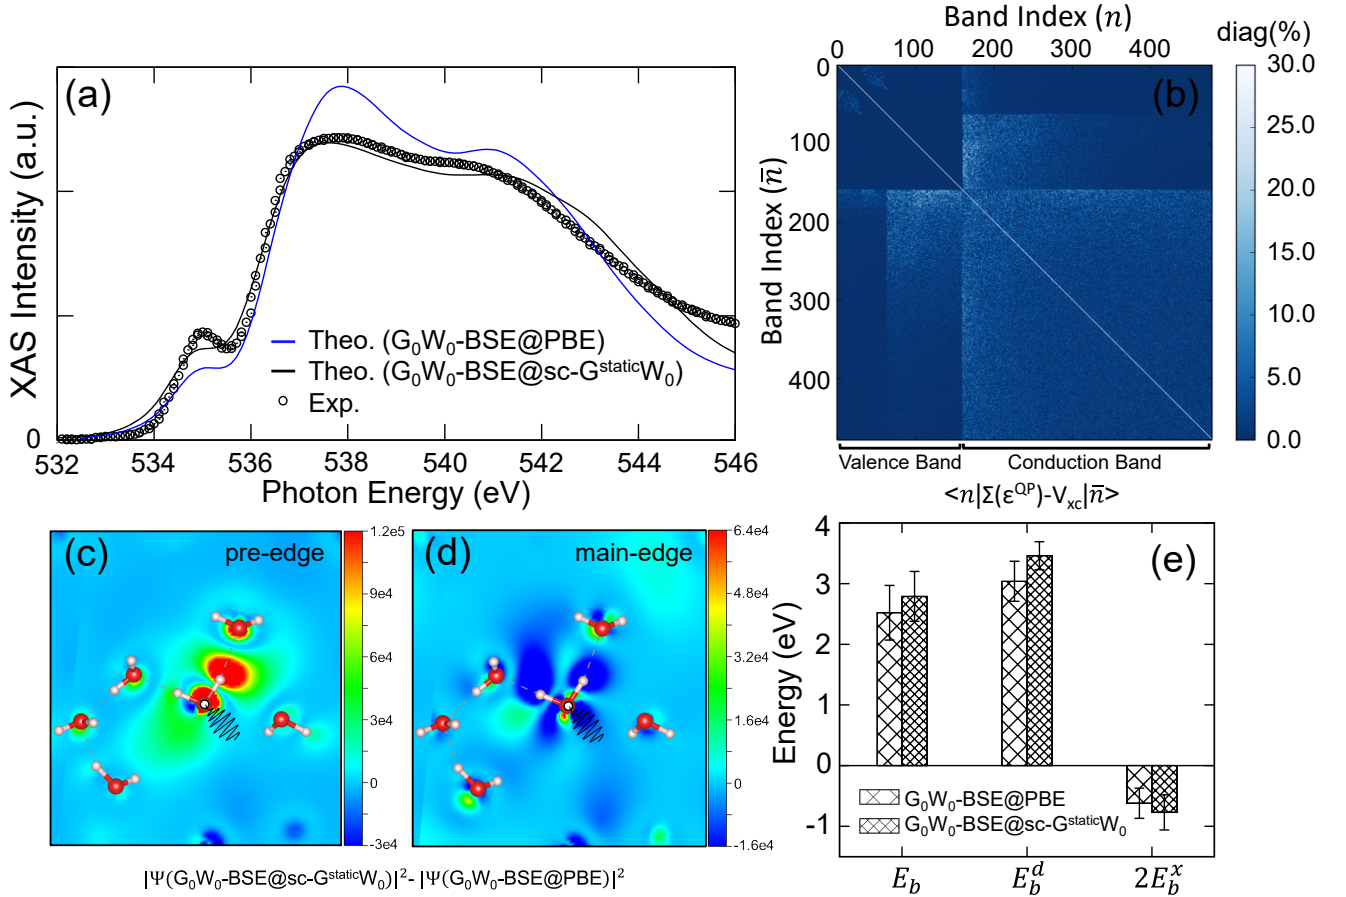 (a)
XAS Intensity (a.u.)
0
Theo. (G₀W₀-BSE@PBE)
Theo. (G₀W₀-BSE@sc-GˢᵗᵃᵗⁱᶜW₀)
Exp.
532 534 536 538 540 542 544 546
Photon Energy (eV)
Band Index (n)
0 100 200 300 400
diag(%)
(b)
Band Index (n̄)
0
100
200
300
400
30.0
25.0
20.0
15.0
10.0
5.0
0.0
Valence Band Conduction Band
<n|Σ(ε^QP)-V_xc|n̄>
(c) pre-edge
1.2e5
9e4
6e4
3e4
0
-3e4
(d) main-edge
6.4e4
4.8e4
3.2e4
1.6e4
0
-1.6e4
|Ψ(G₀W₀-BSE@sc-GˢᵗᵃᵗⁱᶜW₀)|²- |Ψ(G₀W₀-BSE@PBE)|²
(e)
Energy (eV)
4
3
2
1
0
-1
G₀W₀-BSE@PBE
G₀W₀-BSE@sc-GˢᵗᵃᵗⁱᶜW₀
E_b E_b^d 2E_b^x